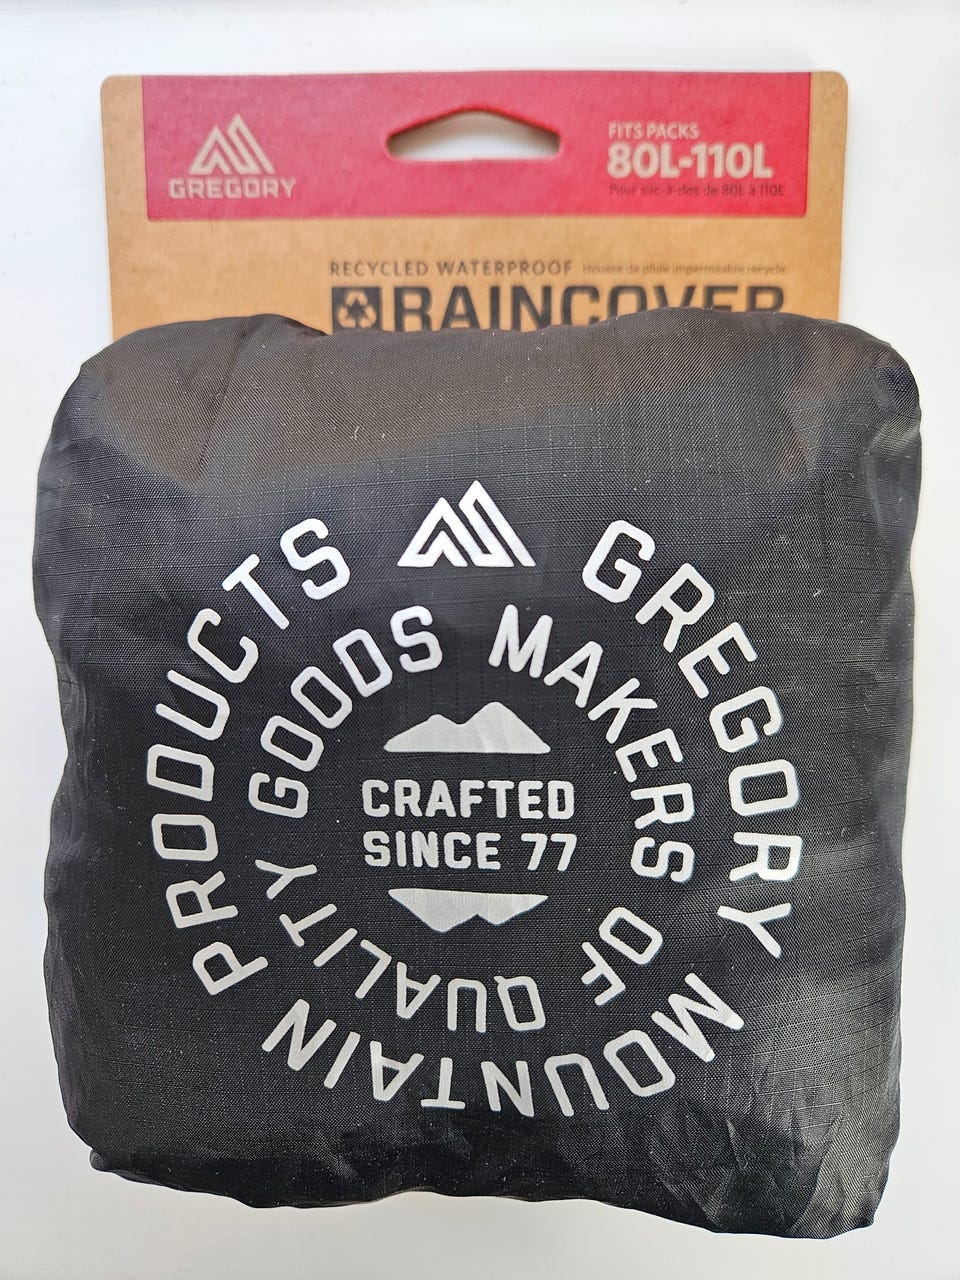 GREGORY
FITS PACKS
80L-110L
Pour sac-à-dos de 80L à 110L
RECYCLED WATERPROOF Housse de pluie imperméable recyclé
RAINCOVER
GREGORY MOUNTAIN PRODUCTS
MAKERS OF QUALITY GOODS
CRAFTED
SINCE 77